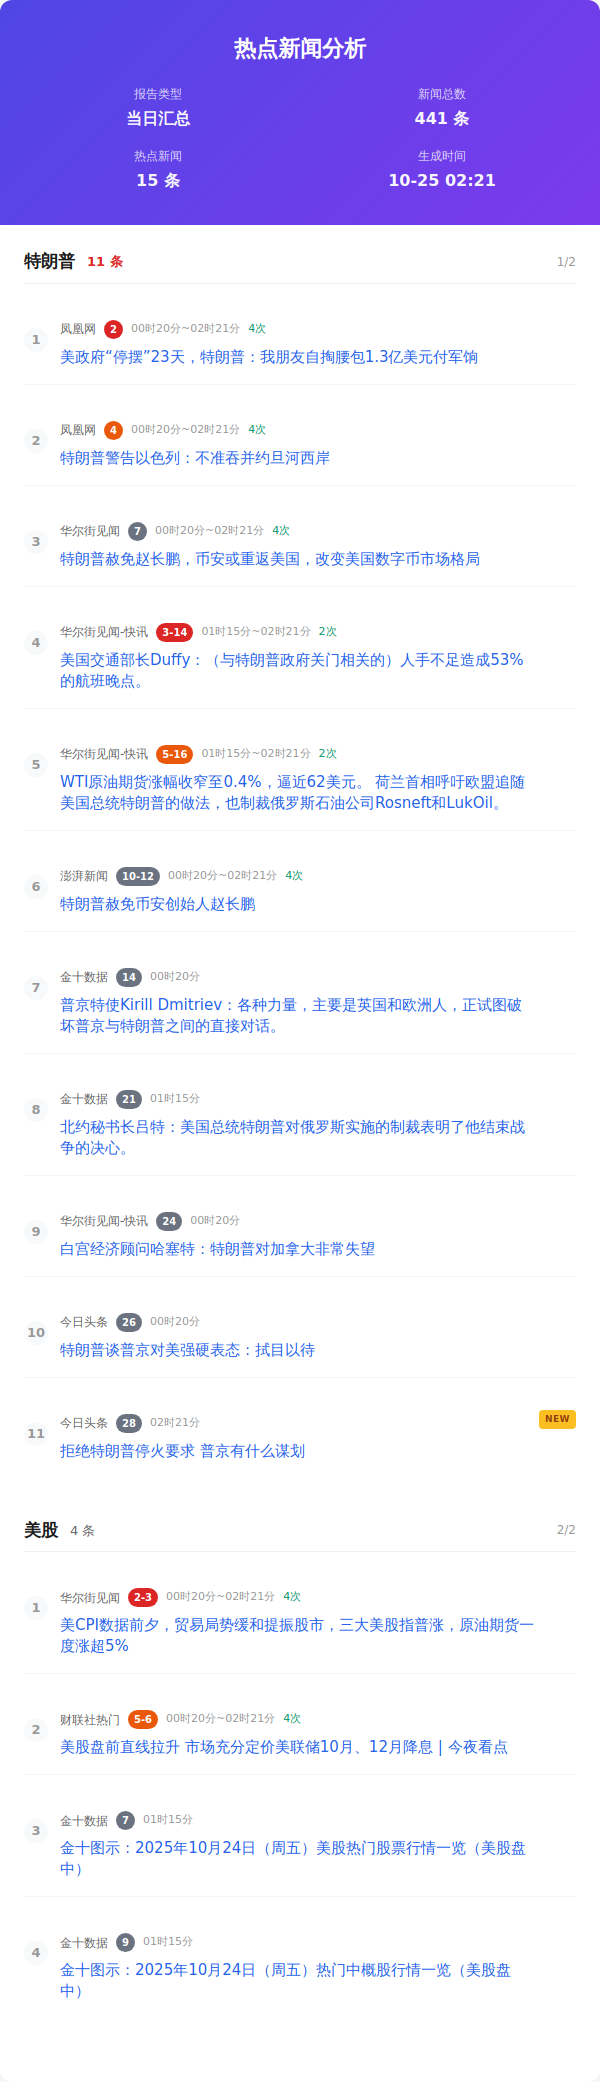 热点新闻分析
报告类型
新闻总数
当日汇总
441 条
热点新闻
生成时间
15 条
10-25 02:21
特朗普 11 条 1/2
1 凤凰网 2 00时20分~02时21分 4次
美政府“停摆”23天，特朗普：我朋友自掏腰包1.3亿美元付军饷
2 凤凰网 4 00时20分~02时21分 4次
特朗普警告以色列：不准吞并约旦河西岸
3 华尔街见闻 7 00时20分~02时21分 4次
特朗普赦免赵长鹏，币安或重返美国，改变美国数字币市场格局
4 华尔街见闻-快讯 3-14 01时15分~02时21分 2次
美国交通部长Duffy：（与特朗普政府关门相关的）人手不足造成53%
的航班晚点。
5 华尔街见闻-快讯 5-16 01时15分~02时21分 2次
WTI原油期货涨幅收窄至0.4%，逼近62美元。 荷兰首相呼吁欧盟追随
美国总统特朗普的做法，也制裁俄罗斯石油公司Rosneft和LukOil。
6 澎湃新闻 10-12 00时20分~02时21分 4次
特朗普赦免币安创始人赵长鹏
7 金十数据 14 00时20分
普京特使Kirill Dmitriev：各种力量，主要是英国和欧洲人，正试图破
坏普京与特朗普之间的直接对话。
8 金十数据 21 01时15分
北约秘书长吕特：美国总统特朗普对俄罗斯实施的制裁表明了他结束战
争的决心。
9 华尔街见闻-快讯 24 00时20分
白宫经济顾问哈塞特：特朗普对加拿大非常失望
10 今日头条 26 00时20分
特朗普谈普京对美强硬表态：拭目以待
11 今日头条 28 02时21分 NEW
拒绝特朗普停火要求 普京有什么谋划
美股 4 条 2/2
1 华尔街见闻 2-3 00时20分~02时21分 4次
美CPI数据前夕，贸易局势缓和提振股市，三大美股指普涨，原油期货一
度涨超5%
2 财联社热门 5-6 00时20分~02时21分 4次
美股盘前直线拉升 市场充分定价美联储10月、12月降息 | 今夜看点
3 金十数据 7 01时15分
金十图示：2025年10月24日（周五）美股热门股票行情一览（美股盘
中）
4 金十数据 9 01时15分
金十图示：2025年10月24日（周五）热门中概股行情一览（美股盘
中）